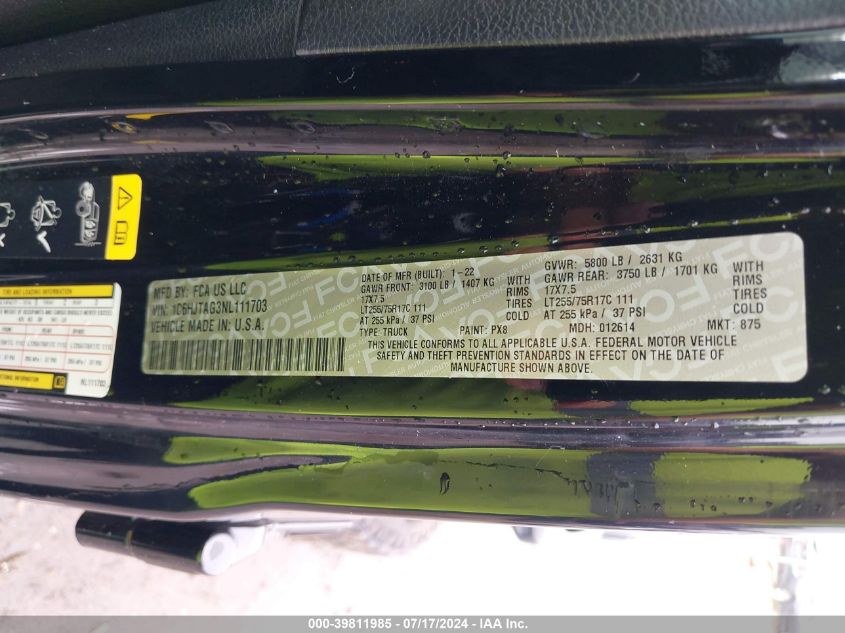 MFD BY: FCA US LLC
VIN: 1C6HJTAG3NL111703
VEHICLE MADE IN U.S.A.
DATE OF MFR (BUILT): 1-22
GAWR FRONT: 3100 LB / 1407 KG
17X7.5
LT255/75R17C 111
AT 255 kPa / 37 PSI
WITH
RIMS
TIRES
COLD
GVWR: 5800 LB / 2631 KG
GAWR REAR: 3750 LB / 1701 KG
17X7.5
LT255/75R17C 111
AT 255 kPa / 37 PSI
WITH
RIMS
TIRES
COLD
TYPE: TRUCK PAINT: PX8 MDH: 012614 MKT: 875
THIS VEHICLE CONFORMS TO ALL APPLICABLE U.S.A. FEDERAL MOTOR VEHICLE
SAFETY AND THEFT PREVENTION STANDARDS IN EFFECT ON THE DATE OF
MANUFACTURE SHOWN ABOVE.
TIRE AND LOADING INFORMATION
NL111703
000-39811985 / 07/17/2024 - IAA Inc.